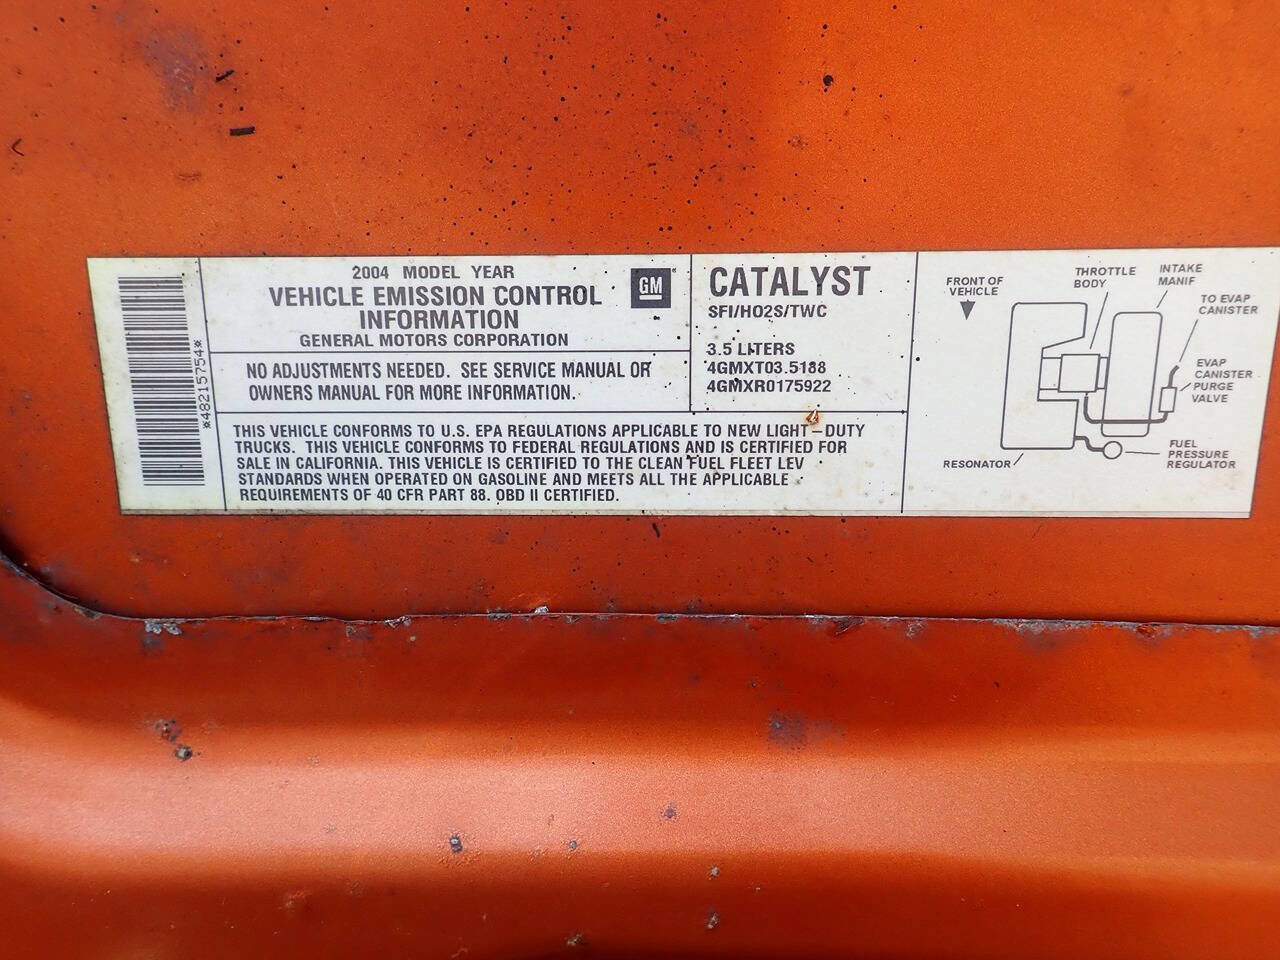 *48215754*
2004 MODEL YEAR
VEHICLE EMISSION CONTROL
INFORMATION
GENERAL MOTORS CORPORATION
GM
NO ADJUSTMENTS NEEDED. SEE SERVICE MANUAL OR
OWNERS MANUAL FOR MORE INFORMATION.
CATALYST
SFI/HO2S/TWC
3.5 LITERS
4GMXT03.5188
4GMXR0175922
THIS VEHICLE CONFORMS TO U.S. EPA REGULATIONS APPLICABLE TO NEW LIGHT-DUTY
TRUCKS. THIS VEHICLE CONFORMS TO FEDERAL REGULATIONS AND IS CERTIFIED FOR
SALE IN CALIFORNIA. THIS VEHICLE IS CERTIFIED TO THE CLEAN FUEL FLEET LEV
STANDARDS WHEN OPERATED ON GASOLINE AND MEETS ALL THE APPLICABLE
REQUIREMENTS OF 40 CFR PART 88. OBD II CERTIFIED.
FRONT OF
VEHICLE
THROTTLE
BODY
INTAKE
MANIF
TO EVAP
CANISTER
EVAP
CANISTER
PURGE
VALVE
FUEL
PRESSURE
REGULATOR
RESONATOR